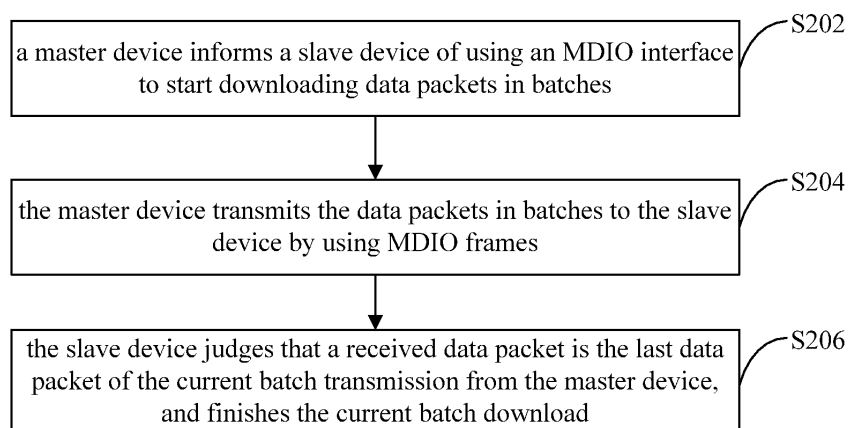 S202
a master device informs a slave device of using an MDIO interface
to start downloading data packets in batches
S204
the master device transmits the data packets in batches to the slave
device by using MDIO frames
S206
the slave device judges that a received data packet is the last data
packet of the current batch transmission from the master device,
and finishes the current batch download